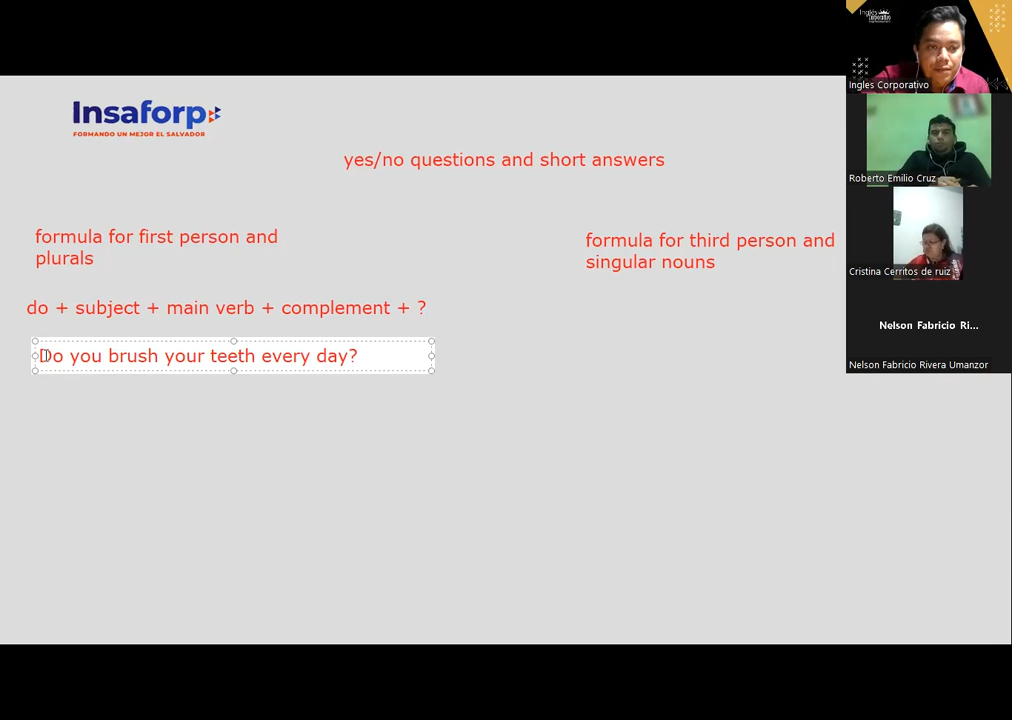 Insaforp
FORMANDO UN MEJOR EL SALVADOR
yes/no questions and short answers
formula for first person and
plurals
do + subject + main verb + complement + ?
Do you brush your teeth every day?
formula for third person and
singular nouns
Inglés
Corporativo
Ingles Corporativo
Roberto Emilio Cruz
Cristina Cerritos de ruiz
Nelson Fabricio Ri...
Nelson Fabricio Rivera Umanzor